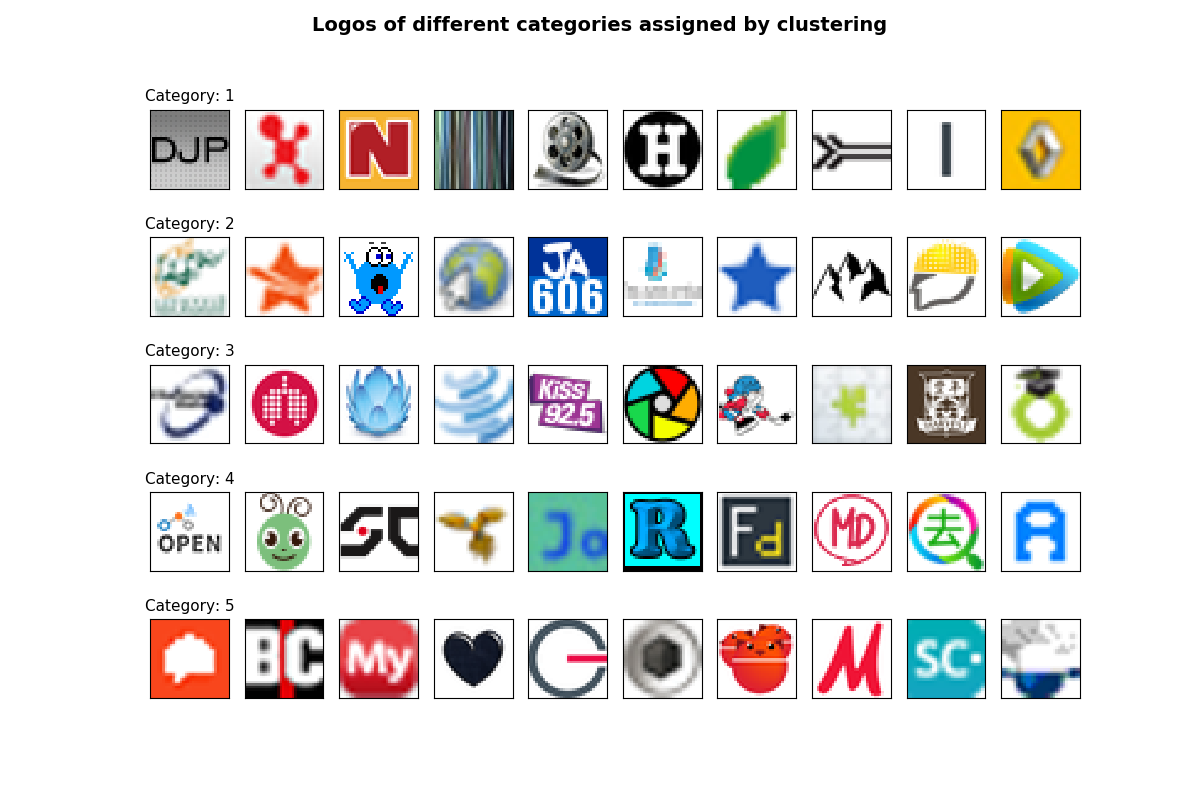 Logos of different categories assigned by clustering
Category: 1
DJP
N
H
I
Category: 2
JA
606
Category: 3
KiSS
92.5
Category: 4
OPEN
SC
Jo
R
Fd
MD
去
A
Category: 5
BC
My
G
M
SC